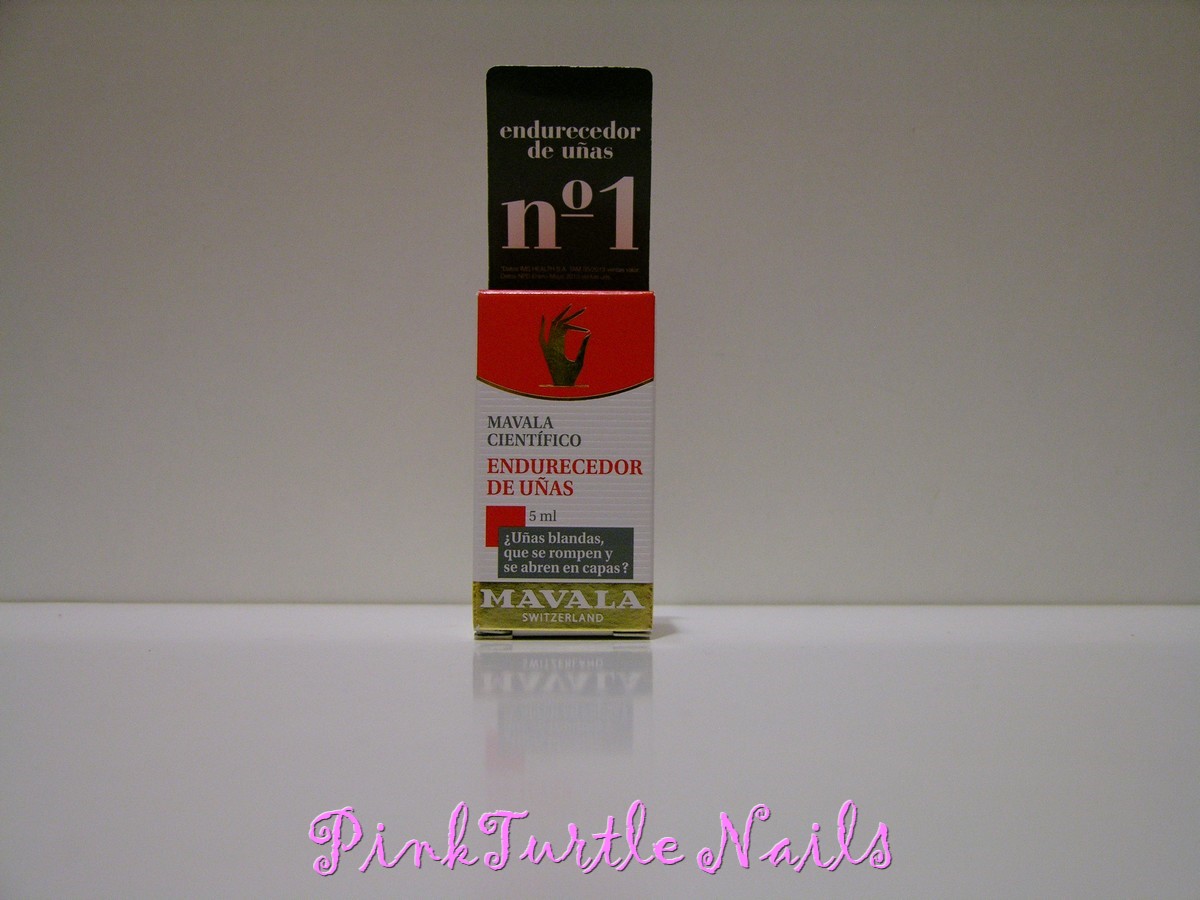 endurecedor
de uñas
nº1
MAVALA
CIENTÍFICO
ENDURECEDOR
DE UÑAS
5 ml
¿Uñas blandas,
que se rompen y
se abren en capas?
MAVALA
SWITZERLAND
PinkTurtle Nails